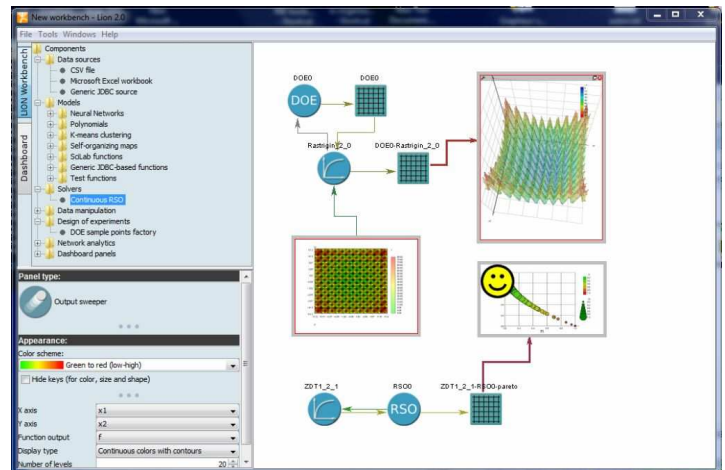 New workbench - Lion 2.0
File Tools Windows Help
LION Workbench
Dashboard
Components
Data sources
CSV file
Microsoft Excel workbook
Generic JDBC source
Models
Neural Networks
Polynomials
K-means clustering
Self-organizing maps
SciLab functions
Generic JDBC-based functions
Test functions
Solvers
Continuous RSO
Data manipulation
Design of experiments
DOE sample points factory
Network analytics
Dashboard panels
Panel type:
Output sweeper
Appearance:
Color scheme:
Green to red (low-high)
Hide keys (for color, size and shape)
X axis x1
Y axis x2
Function output f
Display type Continuous colors with contours
Number of levels 20
DOE0 DOE0
DOE
Rastrigin_2_0 DOE0-Rastrigin_2_0
ZDT1_2_1 RSO0 ZDT1_2_1-RSO0-pareto
RSO